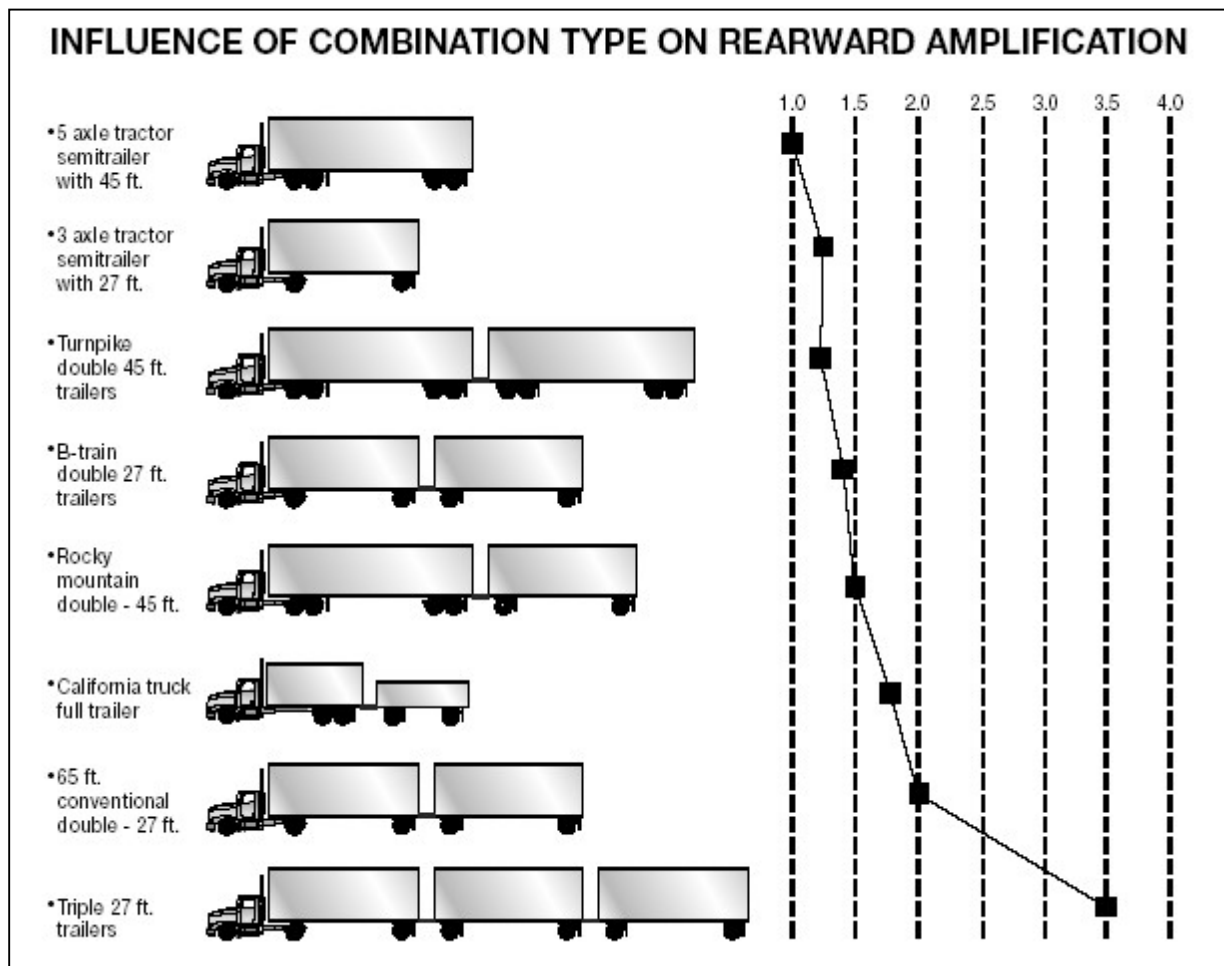 INFLUENCE OF COMBINATION TYPE ON REARWARD AMPLIFICATION
1.0 1.5 2.0 2.5 3.0 3.5 4.0
•5 axle tractor
semitrailer
with 45 ft.
•3 axle tractor
semitrailer
with 27 ft.
•Turnpike
double 45 ft.
trailers
•B-train
double 27 ft.
trailers
•Rocky
mountain
double - 45 ft.
•California truck
full trailer
•65 ft.
conventional
double - 27 ft.
•Triple 27 ft.
trailers